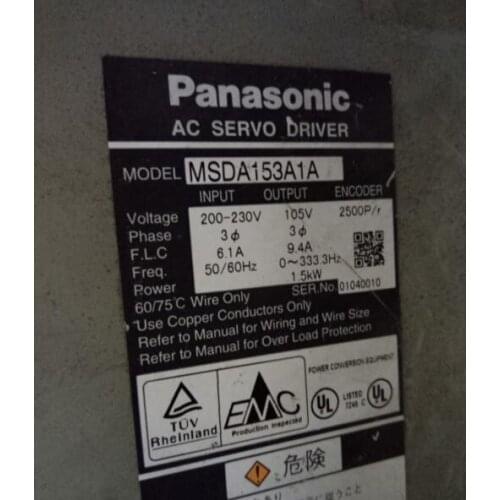 Panasonic
AC SERVO DRIVER
MODEL MSDA153A1A
INPUT OUTPUT ENCODER
Voltage 200-230V 105V 2500P/r
Phase 3ϕ 3ϕ
F.L.C 6.1A 9.4A
Freq. 50/60Hz 0～333.3Hz
Power 1.5kW
SER.No. 01040010
60/75℃ Wire Only
Use Copper Conductors Only
Refer to Manual for Wiring and Wire Size
Refer to Manual for Over Load Protection
TÜV
Rheinland
EMC
Production inspected
POWER CONVERSION EQUIPMENT
UL LISTED UL
7246 C
危険